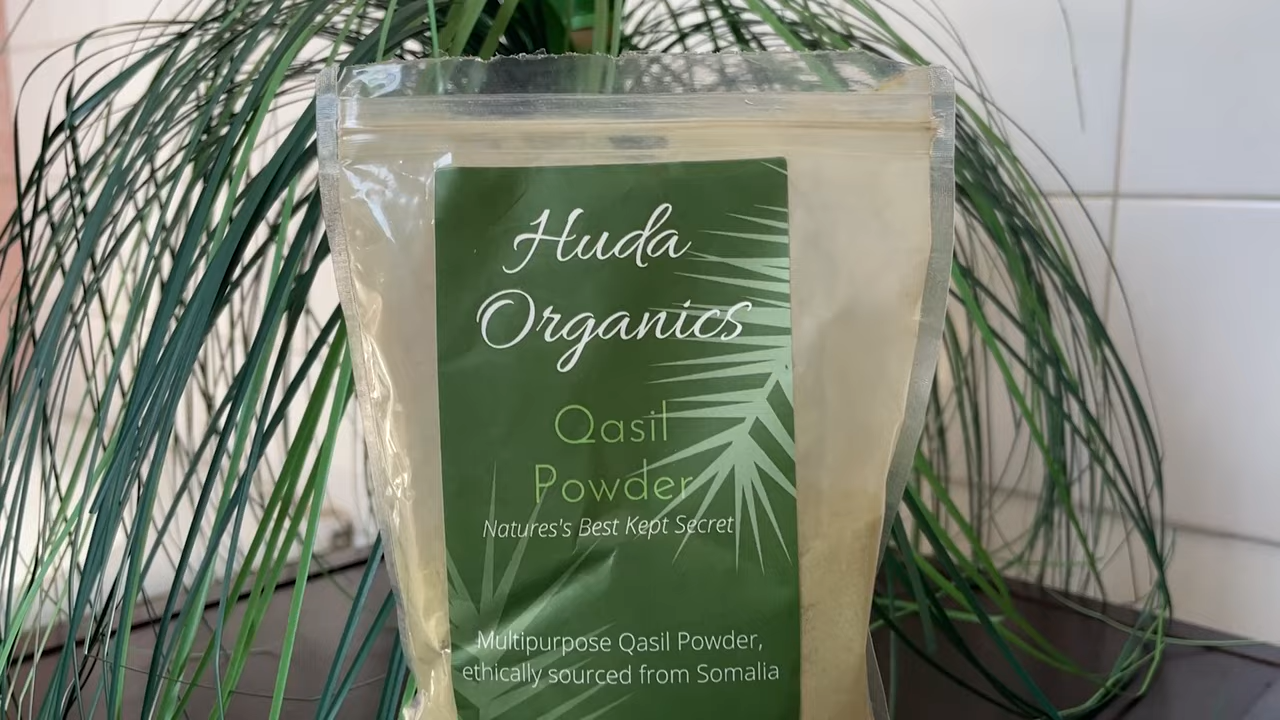 Huda
Organics
Qasil
Powder
Natures's Best Kept Secret
Multipurpose Qasil Powder,
ethically sourced from Somalia